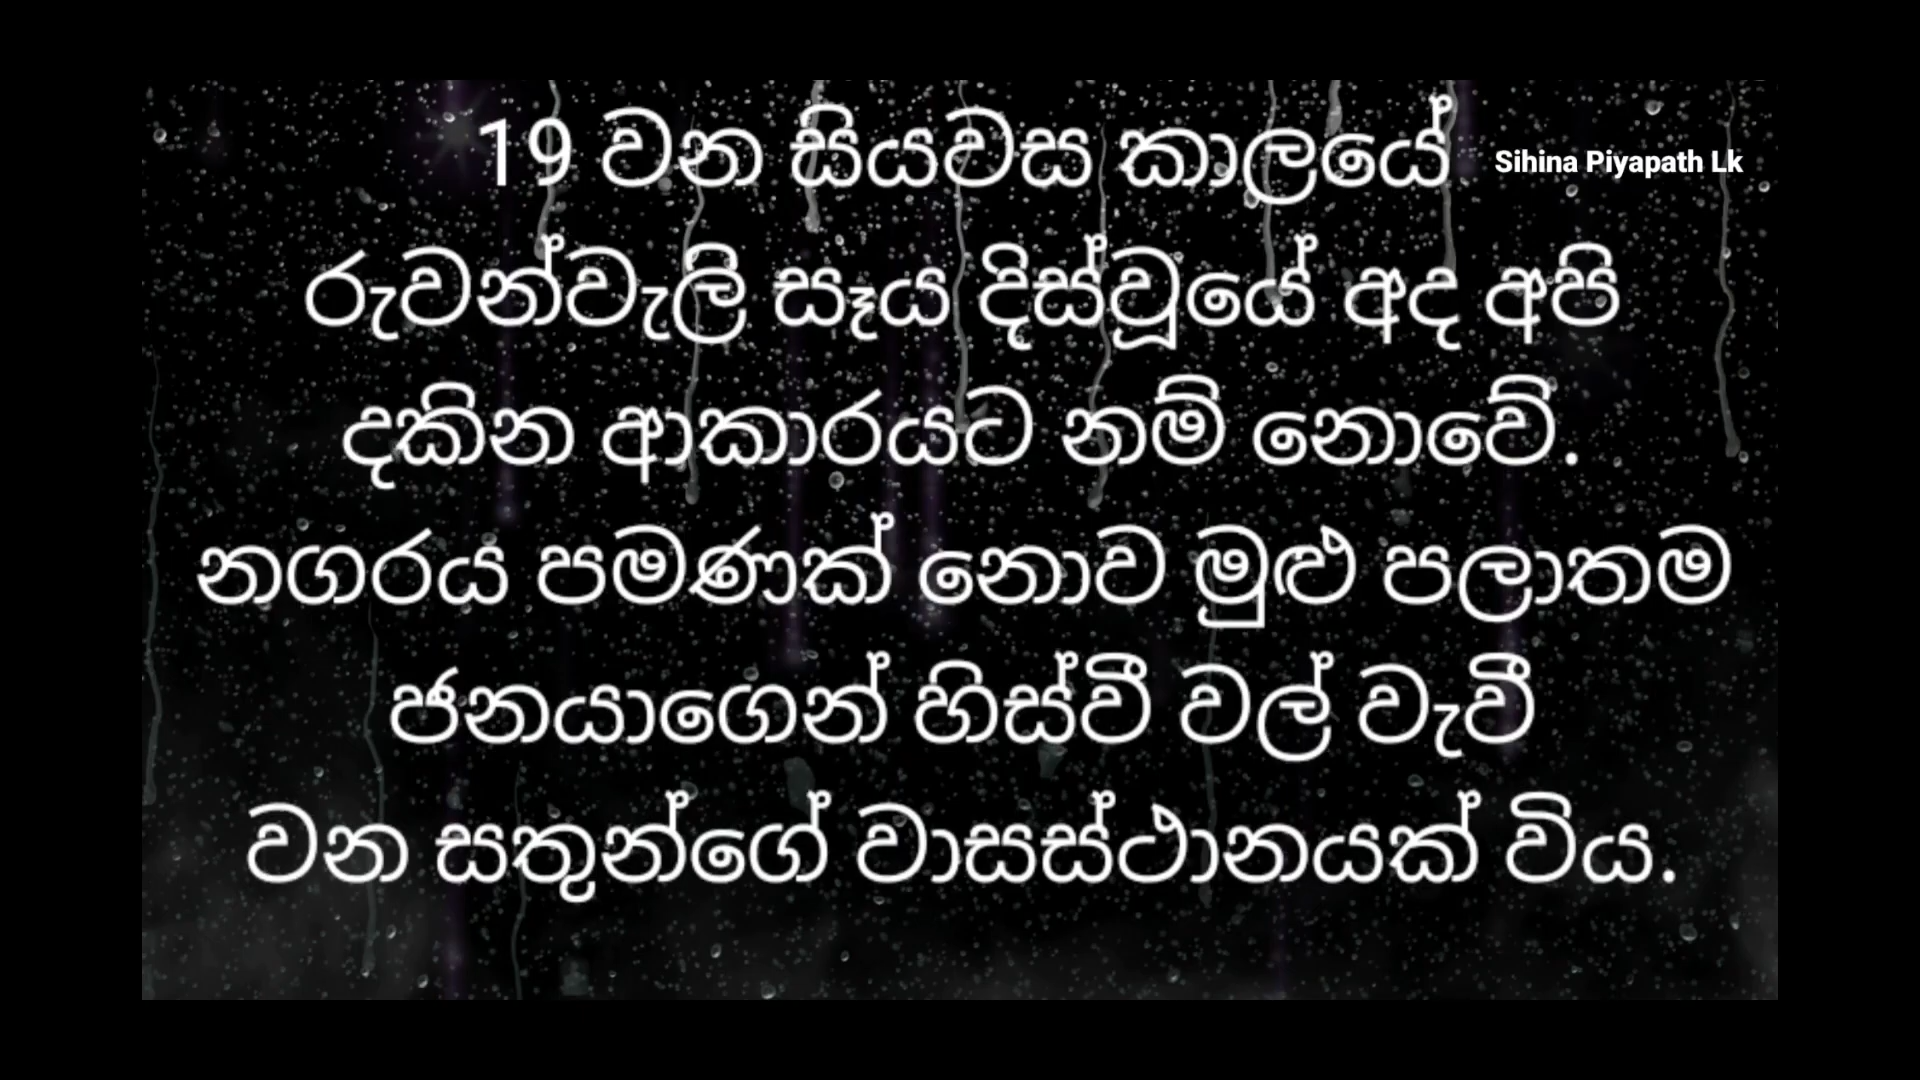 19 වන සියවස කාලයේ
Sihina Piyapath Lk
රුවන්වැලි සෑය දිස්වූයේ අද අපි
දකින ආකාරයට නම් නොවේ.
නගරය පමණක් නොව මුළු පලාතම
ජනයාගෙන් හිස්වී වල් වැවී
වන සතුන්ගේ වාසස්ථානයක් විය.